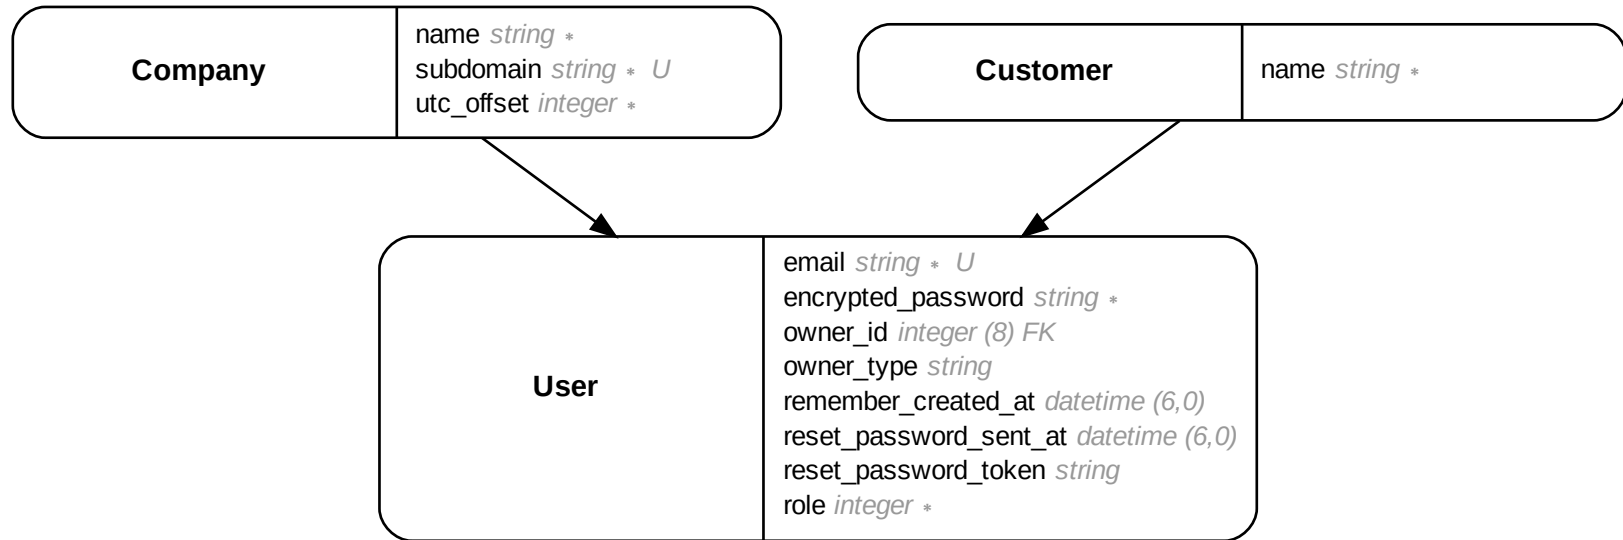 Company
name string *
subdomain string * U
utc_offset integer *
Customer
name string *
User
email string * U
encrypted_password string *
owner_id integer (8) FK
owner_type string
remember_created_at datetime (6,0)
reset_password_sent_at datetime (6,0)
reset_password_token string
role integer *